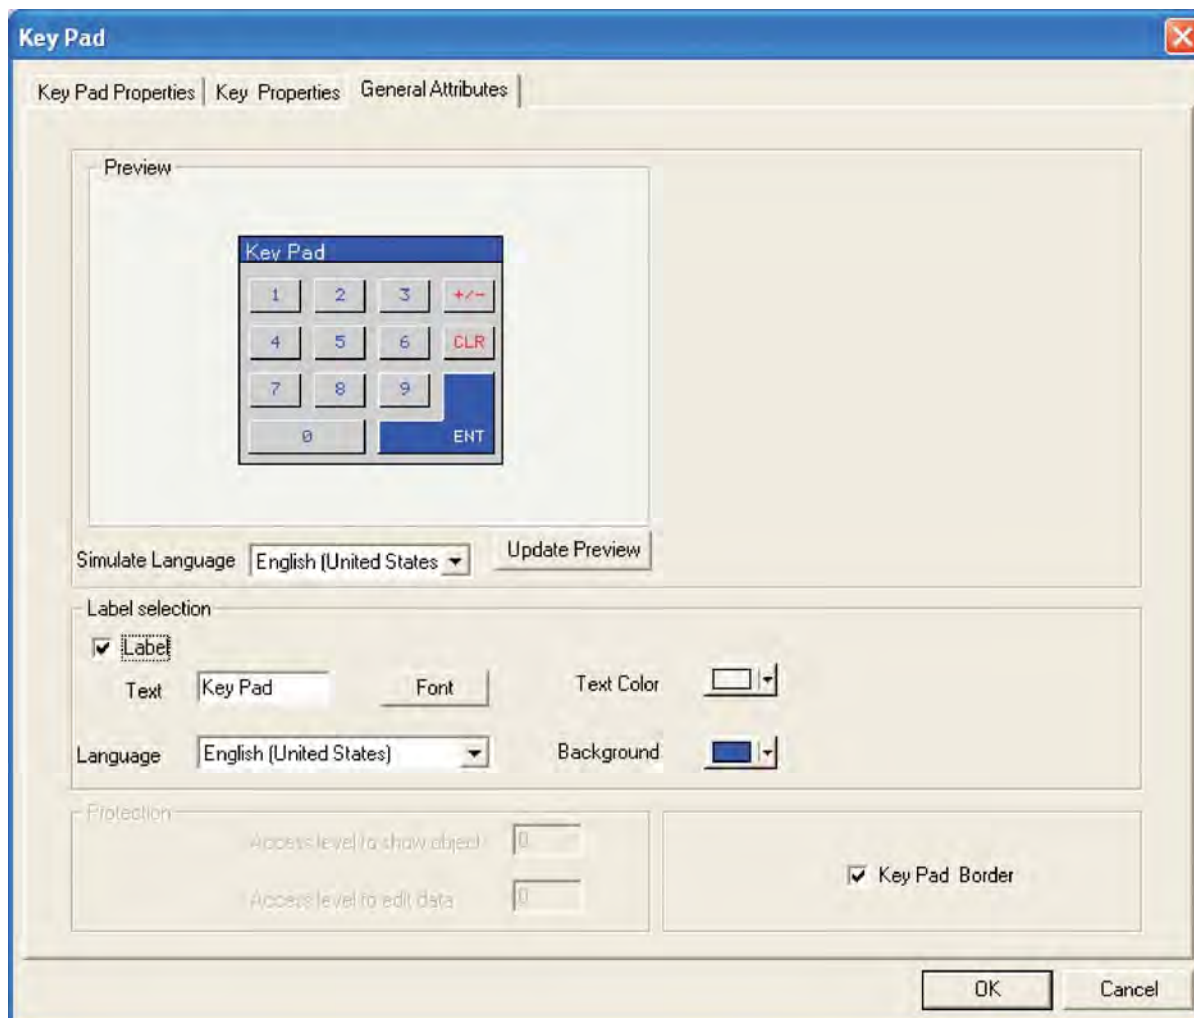 Key Pad
Key Pad Properties Key Properties General Attributes
Preview
Key Pad
1 2 3 +/-
4 5 6 CLR
7 8 9
0 ENT
Simulate Language English (United States Update Preview
Label selection
Label
Text Key Pad Font Text Color
Language English (United States) Background
Protection
Access level to show object 0
Access level to edit data 0
Key Pad Border
OK Cancel